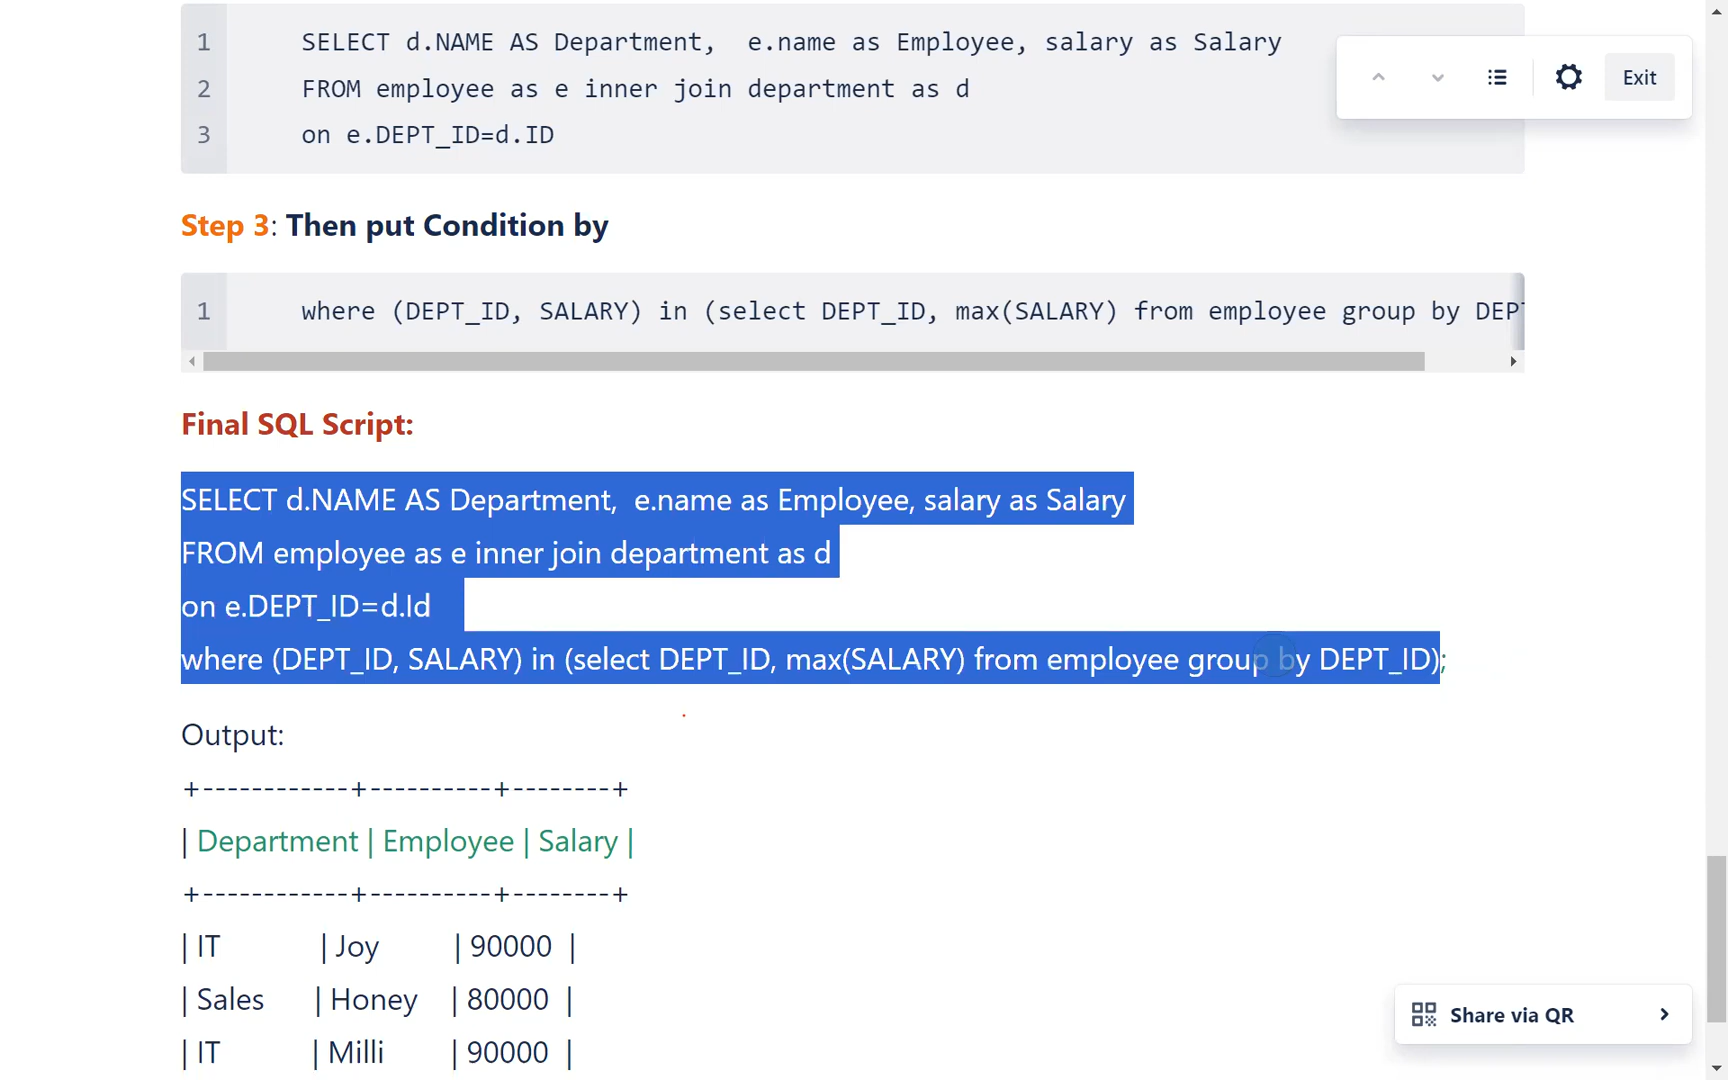 1 SELECT d.NAME AS Department,  e.name as Employee, salary as Salary
2 FROM employee as e inner join department as d
3 on e.DEPT_ID=d.ID
Exit
Step 3: Then put Condition by
1 where (DEPT_ID, SALARY) in (select DEPT_ID, max(SALARY) from employee group by DEPT
Final SQL Script:
SELECT d.NAME AS Department,  e.name as Employee, salary as Salary
FROM employee as e inner join department as d
on e.DEPT_ID=d.Id
where (DEPT_ID, SALARY) in (select DEPT_ID, max(SALARY) from employee group by DEPT_ID);
Output:
+------------+----------+--------+
| Department | Employee | Salary |
+------------+----------+--------+
| IT | Joy | 90000 |
| Sales | Honey | 80000 |
| IT | Milli | 90000 |
Share via QR